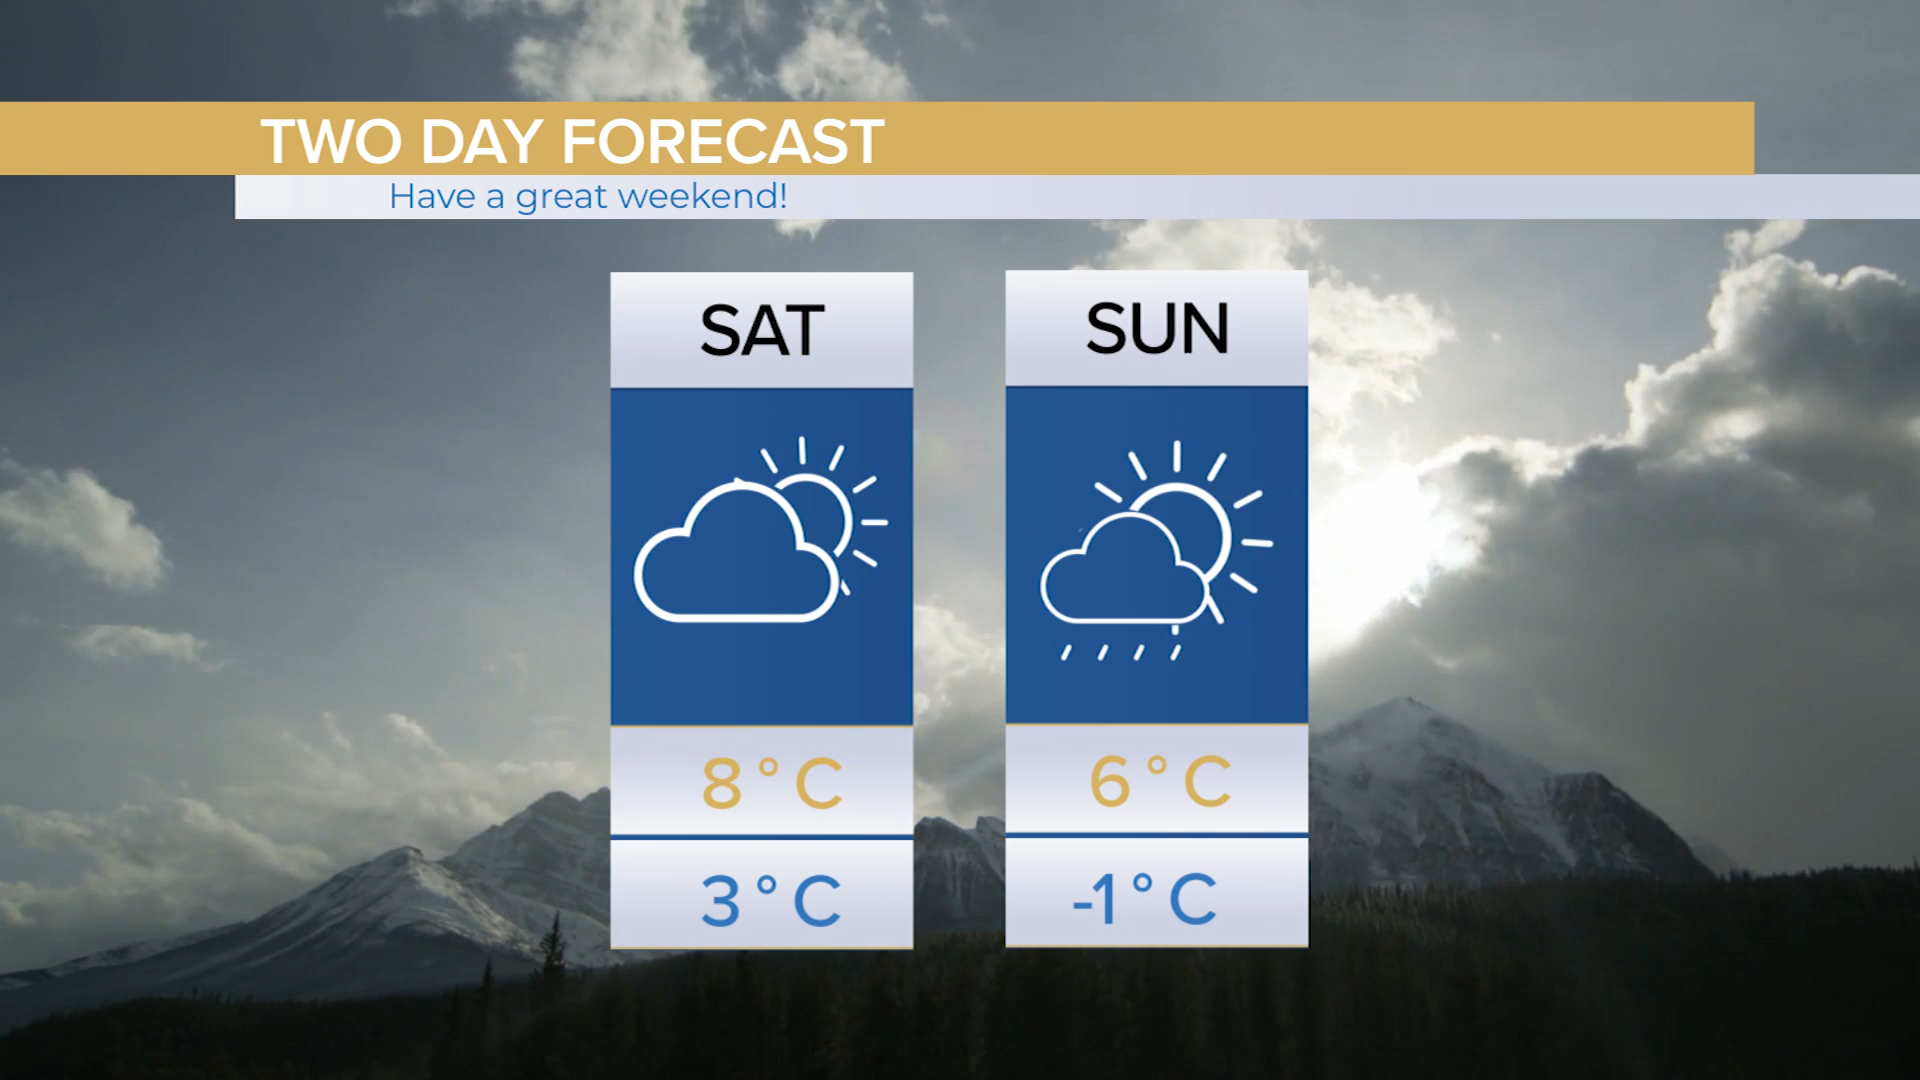 TWO DAY FORECAST
Have a great weekend!
SAT
8°C
3°C
SUN
6°C
-1°C